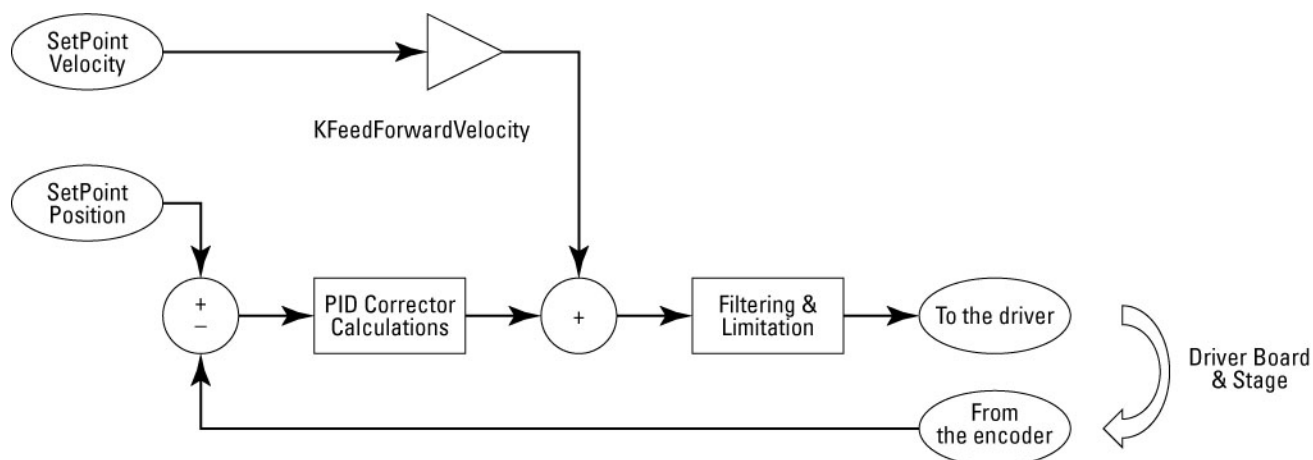 SetPoint
Velocity
KFeedForwardVelocity
SetPoint
Position
+
–
PID Corrector
Calculations
+
Filtering &
Limitation
To the driver
Driver Board
& Stage
From
the encoder